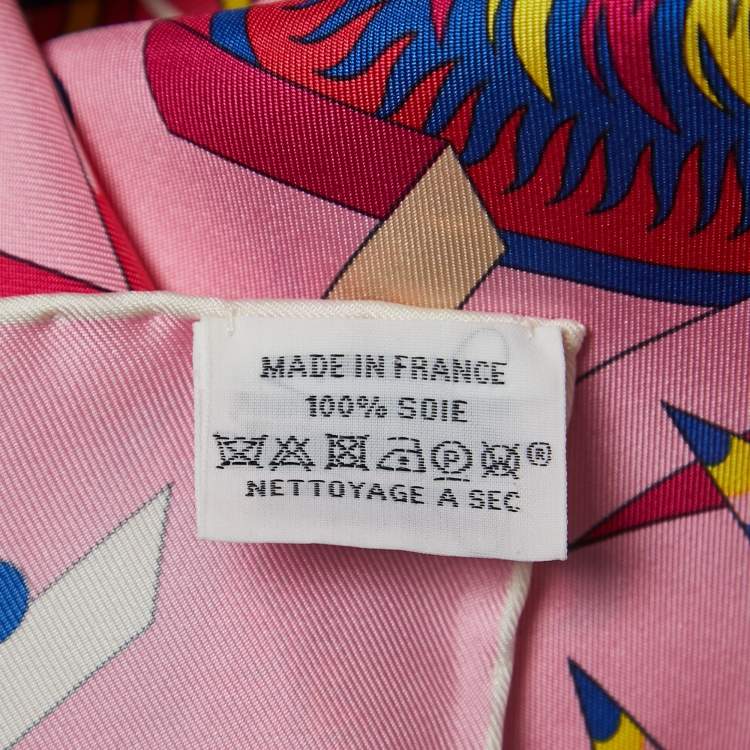 MADE IN FRANCE
100% SOIE
P ®
NETTOYAGE A SEC